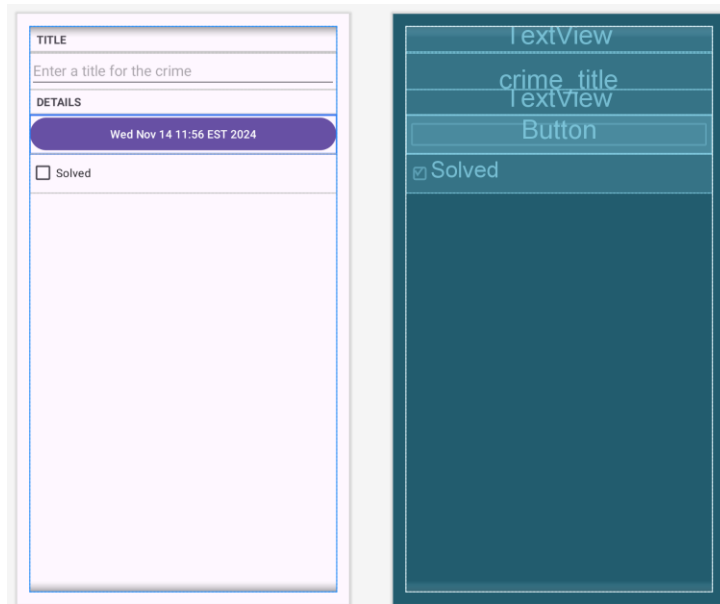 TITLE
Enter a title for the crime
DETAILS
Wed Nov 14 11:56 EST 2024
Solved
TextView
crime_title
TextView
Button
Solved